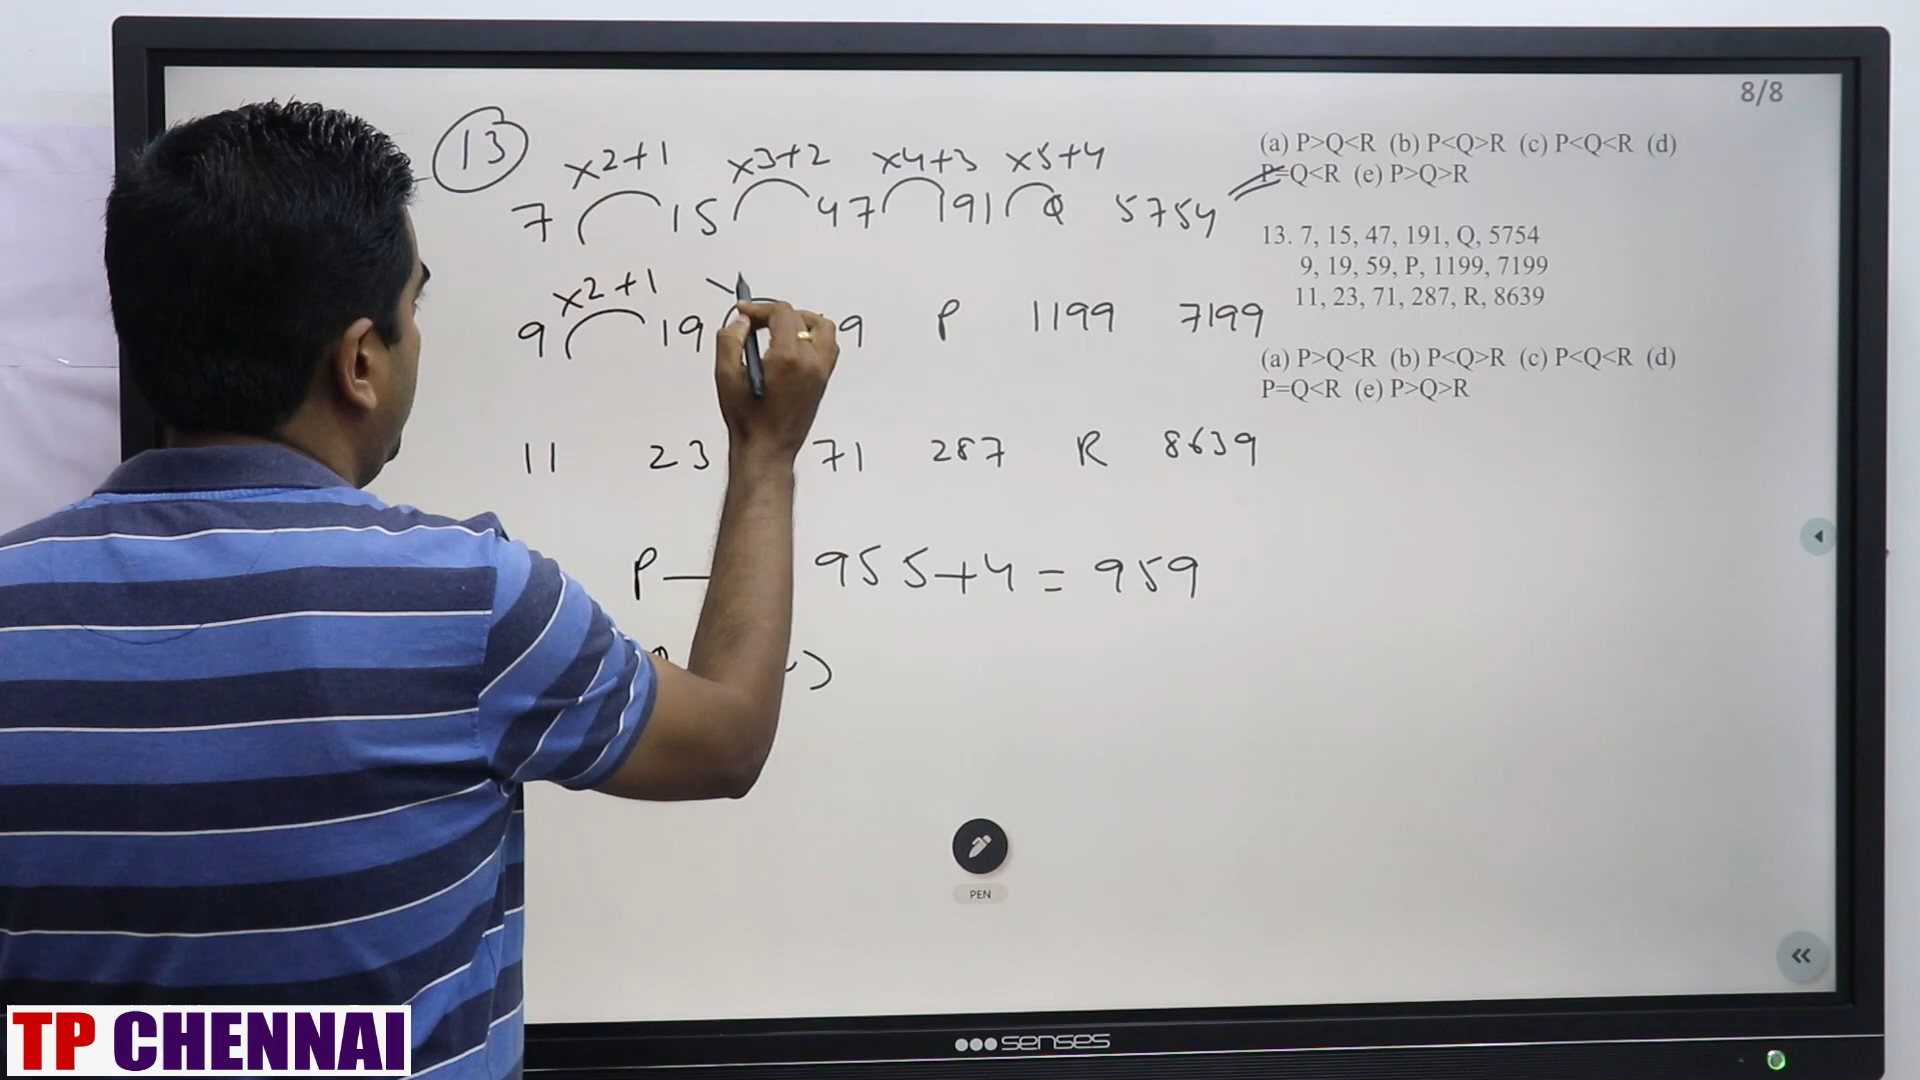 8/8
13
×2+1 ×3+2 ×4+3 ×5+4
7 15 47 191 Q 5754
×2+1
9 19 9 P 1199 7199
11 23 71 287 R 8639
P— 955+4 = 959
(a) P>Q<R (b) P<Q>R (c) P<Q<R (d)
P=Q<R (e) P>Q>R
13. 7, 15, 47, 191, Q, 5754
9, 19, 59, P, 1199, 7199
11, 23, 71, 287, R, 8639
(a) P>Q<R (b) P<Q>R (c) P<Q<R (d)
P=Q<R (e) P>Q>R
PEN
senses
TP CHENNAI